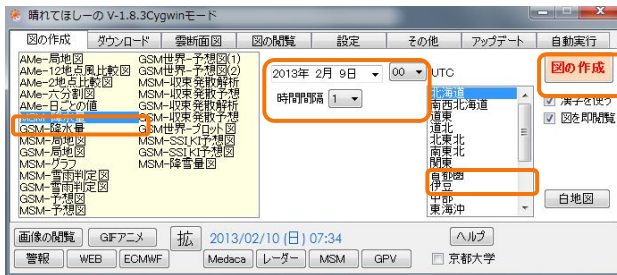 晴れてほしーの V-1.8.3Cygwinモード
図の作成 ダウンロード 雲断面図 図の閲覧 設定 その他 アップデート 自動実行
AMe-局地図 GSM世界-予想図(1)
AMe-12地点風比較図 GSM世界-予想図(2)
AMe-2地点比較図 MSM-収束発散解析
AMe-六分割図 MSM-収束発散予想
AMe-日ごとの値 GSM-収束発散解析
MSM-降水量 GSM-収束発散予想
GSM-降水量 GSM世界-プロット図
MSM-局地図 MSM-SSI KI予想図
GSM-局地図 GSM-SSI KI予想図
MSM-グラフ MSM-降雪量図
MSM-雪雨判定図
GSM-雪雨判定図
GSM-予想図
MSM-予想図
2013年 2月 9日 00 UTC
時間間隔 1
北海道
南西北海道
道東
道北
北東北
南東北
関東
首都圏
伊豆
中部
東海沖
図の作成
漢字を使う
図を即閲覧
白地図
画像の閲覧 GIFアニメ 拡 2013/02/10 (日) 07:34 ヘルプ
警報 WEB ECMWF Medaca レーダー MSM GPV 京都大学